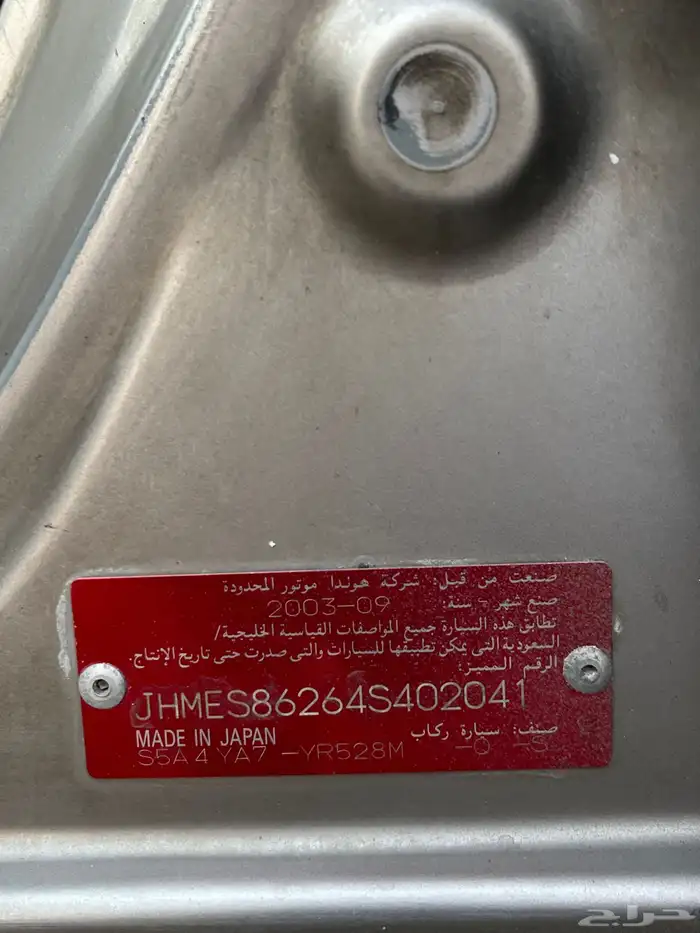 صنعت من قبل: شركة هوندا موتور المحدودة
صنع شهر - سنة: 2003-09
تطابق هذه السيارة جميع المواصفات القياسية الخليجية/
السعودية التي يمكن تطبيقها للسيارات والتي صدرت حتى تاريخ الإنتاج.
الرقم المميز:
JHMES86264S402041
صنف: سيارة ركاب
MADE IN JAPAN
S5A4 YA7 -YR528M -0 -S
حراج